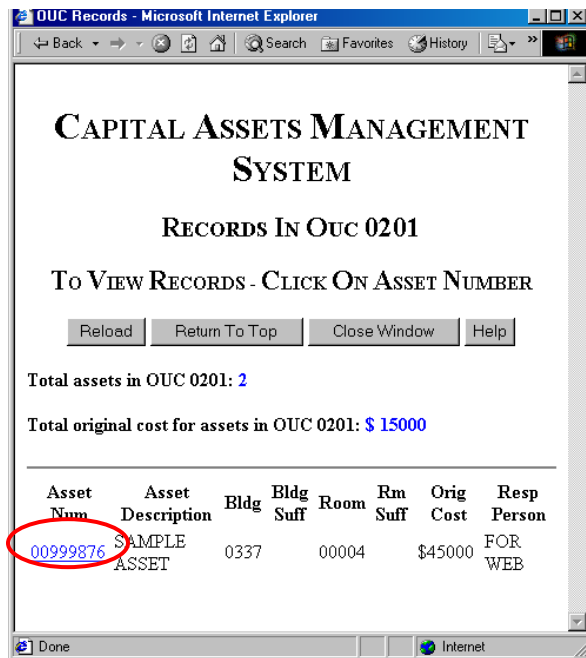 OUC Records - Microsoft Internet Explorer
Back Search Favorites History »
CAPITAL ASSETS MANAGEMENT
SYSTEM
RECORDS IN OUC 0201
TO VIEW RECORDS - CLICK ON ASSET NUMBER
Reload Return To Top Close Window Help
Total assets in OUC 0201: 2
Total original cost for assets in OUC 0201: $ 15000
Asset Asset Bldg Bldg Room Rm Orig Resp
Num Description Suff Suff Cost Person
00999876 SAMPLE 0337 00004 $45000 FOR
ASSET WEB
Done Internet